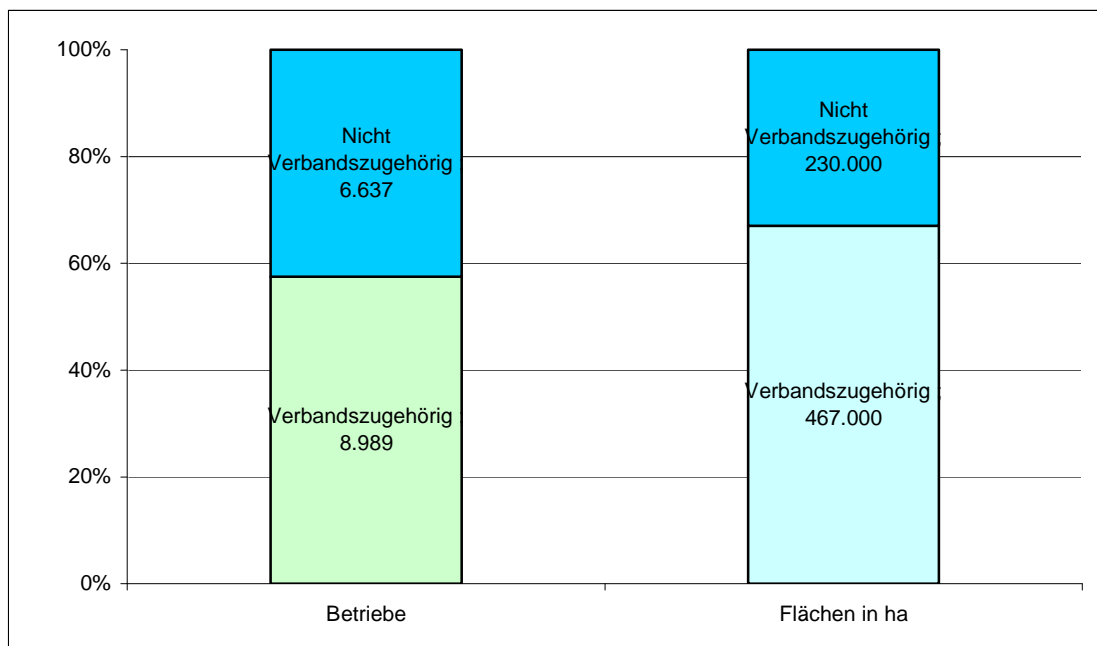 100%
80%
60%
40%
20%
0%
Nicht
Verbandszugehörig ;
6.637
Verbandszugehörig ;
8.989
Nicht
Verbandszugehörig ;
230.000
Verbandszugehörig ;
467.000
Betriebe
Flächen in ha